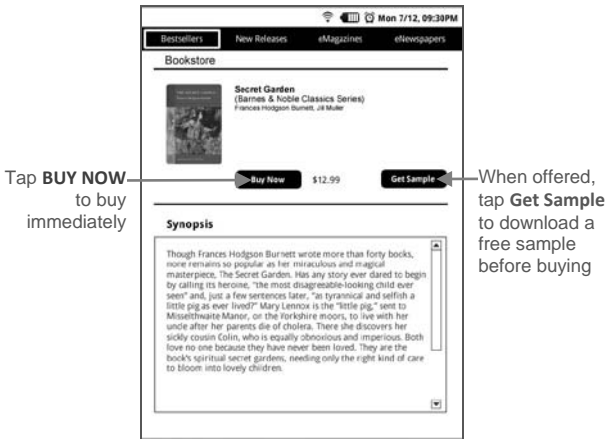 Mon 7/12, 09:30PM
Bestsellers New Releases eMagazines eNewspapers
Bookstore
Secret Garden
(Barnes & Noble
Classics Series)
Frances Hodgson Burnett, Jill Muller
Buy Now $12.99 Get Sample
Tap BUY NOW
to buy
immediately
When offered,
tap Get Sample
to download a
free sample
before buying
Synopsis
Though Frances Hodgson Burnett wrote more than forty books,
none remains so popular as her miraculous and magical
masterpiece, The Secret Garden. Has any story ever dared to begin
by calling its heroine, "the most disagreeable-looking child ever
seen" and, just a few sentences later, "as tyrannical and selfish a
little pig as ever lived?" Mary Lennox is the "little pig," sent to
Misselthwaite Manor, on the Yorkshire moors, to live with her
uncle after her parents die of cholera. There she discovers her
sickly cousin Colin, who is equally obnoxious and imperious. Both
love no one because they have never been loved. They are the
book's spiritual secret gardens, needing only the right kind of care
to bloom into lovely children.